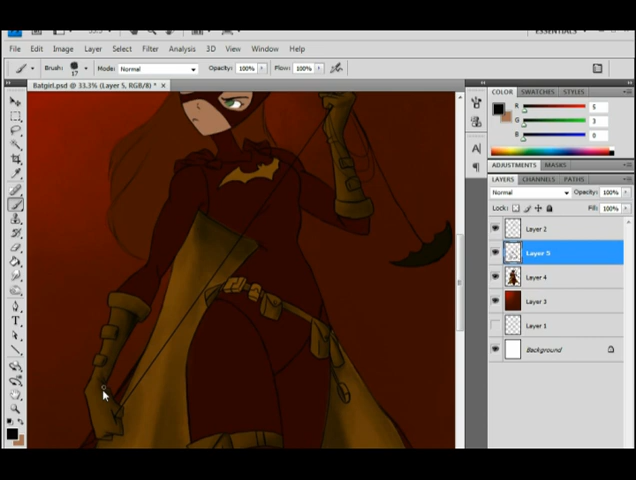 ESSENTIALS
File Edit Image Layer Select Filter Analysis 3D View Window Help
Brush: 17 Mode: Normal Opacity: 100% Flow: 100%
Batgirl.psd @ 33.3% (Layer 5, RGB/8) *
COLOR SWATCHES STYLES
R 5
G 3
B 0
ADJUSTMENTS MASKS
LAYERS CHANNELS PATHS
Normal Opacity: 100%
Lock: Fill: 100%
Layer 2
Layer 5
Layer 4
Layer 3
Layer 1
Background